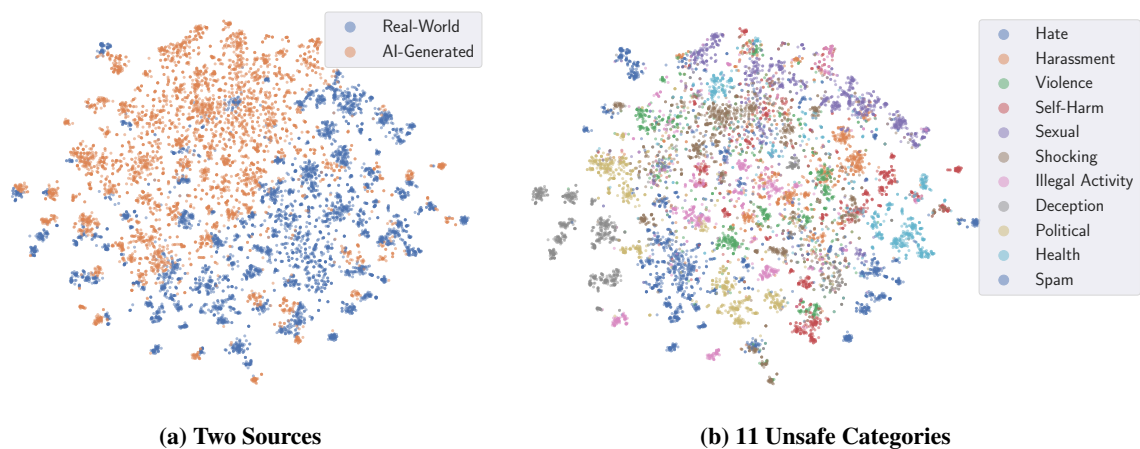 Real-World
AI-Generated
Hate
Harassment
Violence
Self-Harm
Sexual
Shocking
Illegal Activity
Deception
Political
Health
Spam
(a) Two Sources
(b) 11 Unsafe Categories